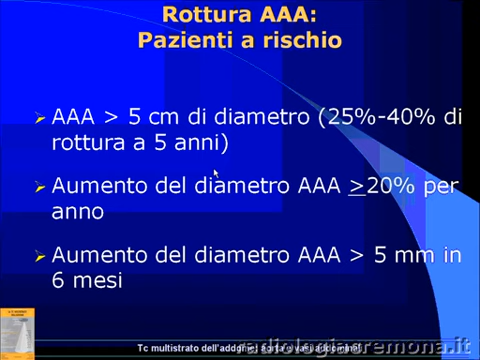 Rottura AAA:
Pazienti a rischio
AAA > 5 cm di diametro (25%-40% di
rottura a 5 anni)
Aumento del diametro AAA >20% per
anno
Aumento del diametro AAA > 5 mm in
6 mesi
Tc multistrato dell'addome: aorta e vasi addominali
radiologiacremona.it